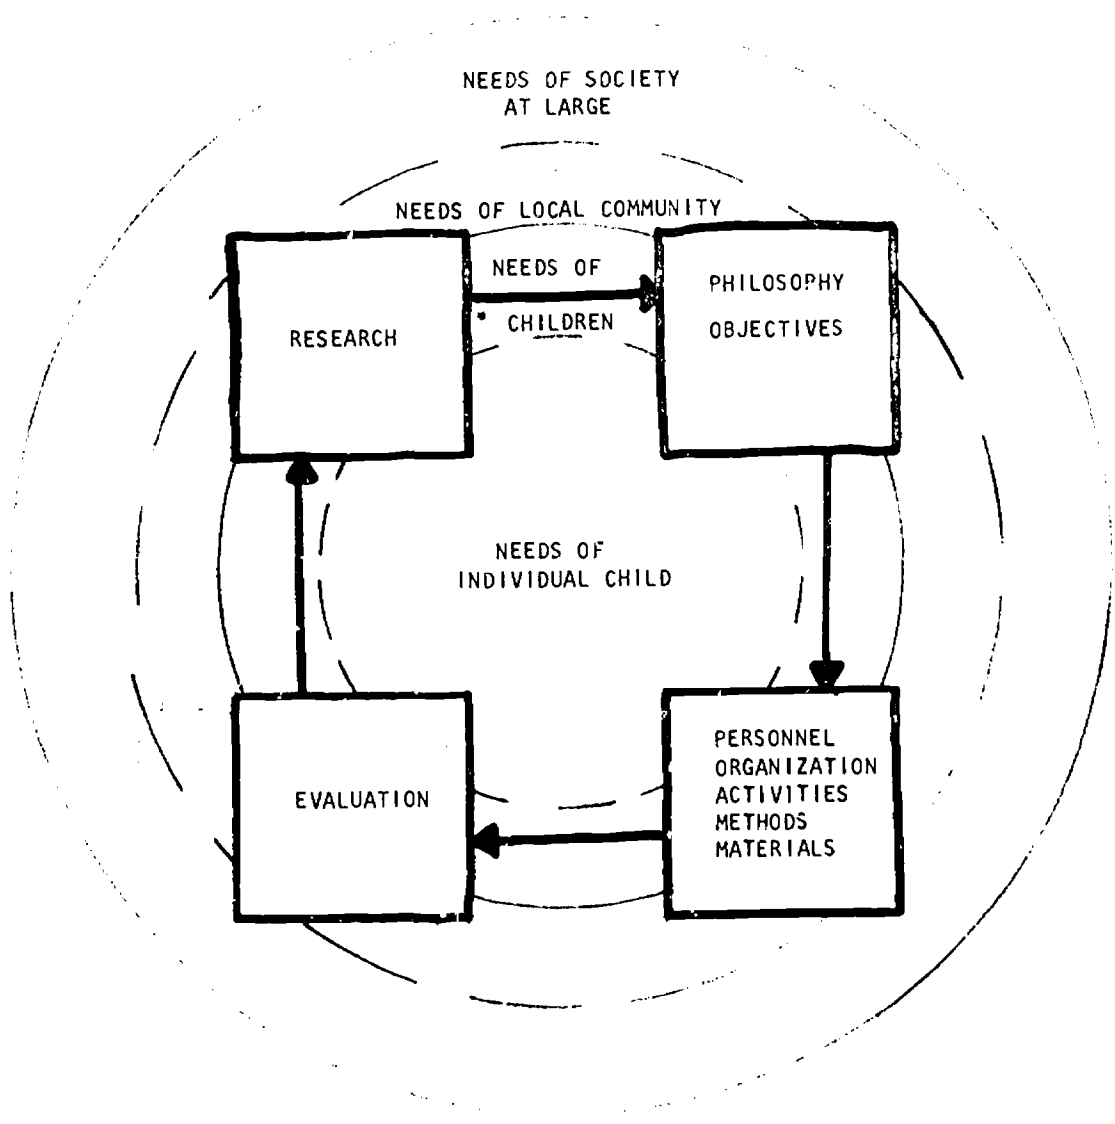 NEEDS OF SOCIETY
AT LARGE
NEEDS OF LOCAL COMMUNITY
NEEDS OF
CHILDREN
RESEARCH
PHILOSOPHY
OBJECTIVES
NEEDS OF
INDIVIDUAL CHILD
EVALUATION
PERSONNEL
ORGANIZATION
ACTIVITIES
METHODS
MATERIALS